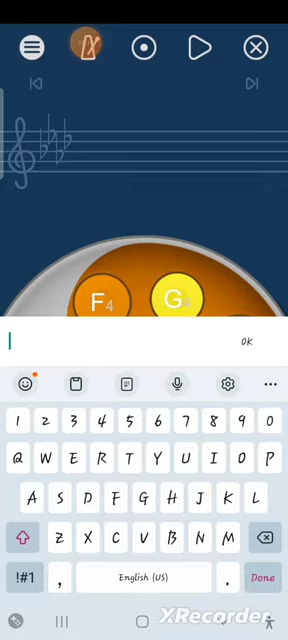 F4
G4
OK
1 2 3 4 5 6 7 8 9 0
Q W E R T Y U I O P
A S D F G H J K L
Z X C V B N M
!#1 , English (US) . Done
XRecorder